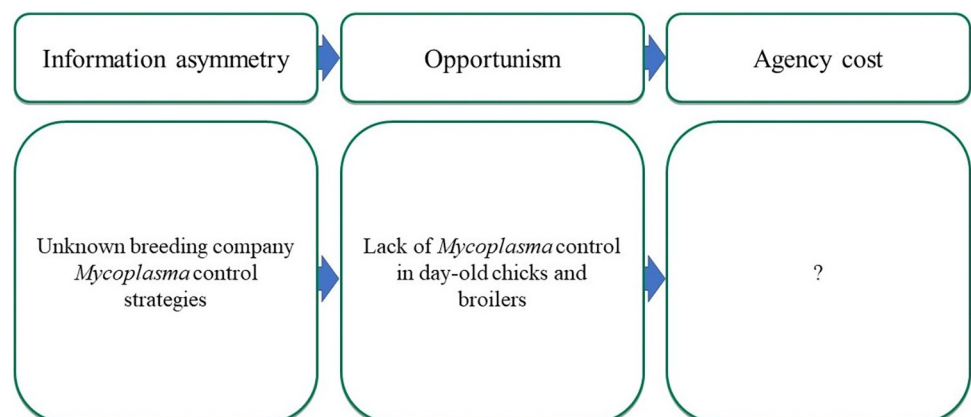 Information asymmetry
Opportunism
Agency cost
Unknown breeding company
Mycoplasma control
strategies
Lack of Mycoplasma control
in day-old chicks and
broilers
?